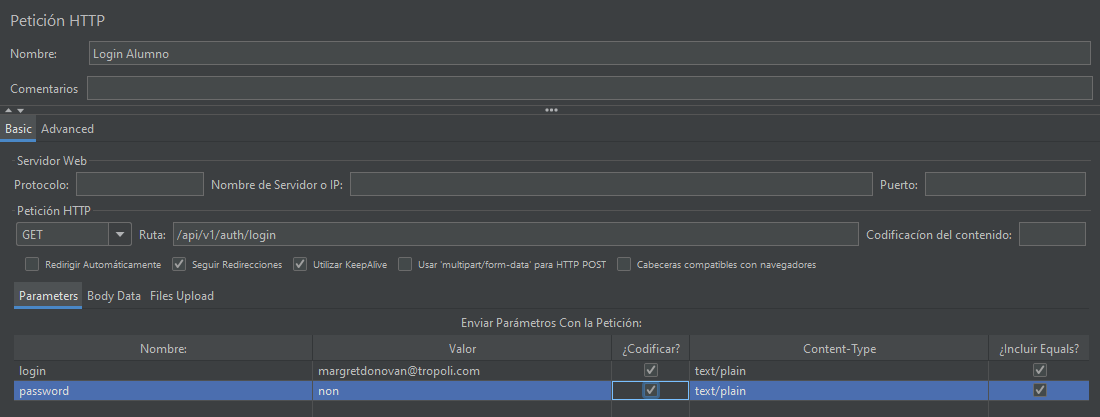 Petición HTTP
Nombre: Login Alumno
Comentarios
Basic Advanced
Servidor Web
Protocolo: Nombre de Servidor o IP: Puerto:
Petición HTTP
GET Ruta: /api/v1/auth/login Codificacíon del contenido:
Redirigir Automáticamente Seguir Redirecciones Utilizar KeepAlive Usar 'multipart/form-data' para HTTP POST Cabeceras compatibles con navegadores
Parameters Body Data Files Upload
Enviar Parámetros Con la Petición:
Nombre: Valor ¿Codificar? Content-Type ¿Incluir Equals?
login margretdonovan@tropoli.com text/plain
password non text/plain